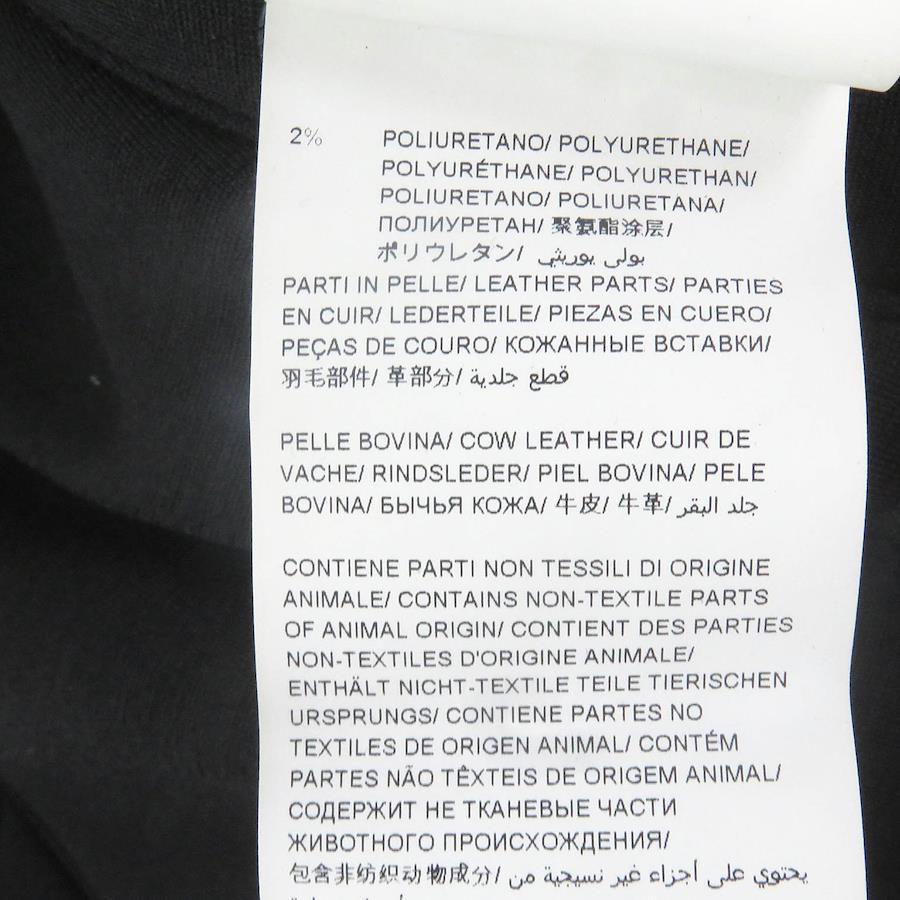 2% POLIURETANO/ POLYURETHANE/
POLYURÉTHANE/ POLYURETHAN/
POLIURETANO/ POLIURETANA/
ПОЛИУРЕТАН/ 聚氨酯涂层/
ポリウレタン/ بولى يوريثي
PARTI IN PELLE/ LEATHER PARTS/ PARTIES
EN CUIR/ LEDERTEILE/ PIEZAS EN CUERO/
PEÇAS DE COURO/ КОЖАННЫЕ ВСТАВКИ/
羽毛部件/ 革部分/ قطع جلدية
PELLE BOVINA/ COW LEATHER/ CUIR DE
VACHE/ RINDSLEDER/ PIEL BOVINA/ PELE
BOVINA/ БЫЧЬЯ КОЖА/ 牛皮/ 牛革/ جلد البقر
CONTIENE PARTI NON TESSILI DI ORIGINE
ANIMALE/ CONTAINS NON-TEXTILE PARTS
OF ANIMAL ORIGIN/ CONTIENT DES PARTIES
NON-TEXTILES D'ORIGINE ANIMALE/
ENTHÄLT NICHT-TEXTILE TEILE TIERISCHEN
URSPRUNGS/ CONTIENE PARTES NO
TEXTILES DE ORIGEN ANIMAL/ CONTÉM
PARTES NÃO TÊXTEIS DE ORIGEM ANIMAL/
СОДЕРЖИТ НЕ ТКАНЕВЫЕ ЧАСТИ
ЖИВОТНОГО ПРОИСХОЖДЕНИЯ/
包含非纺织动物成分/ يحتوي على أجزاء غير نسيجية من